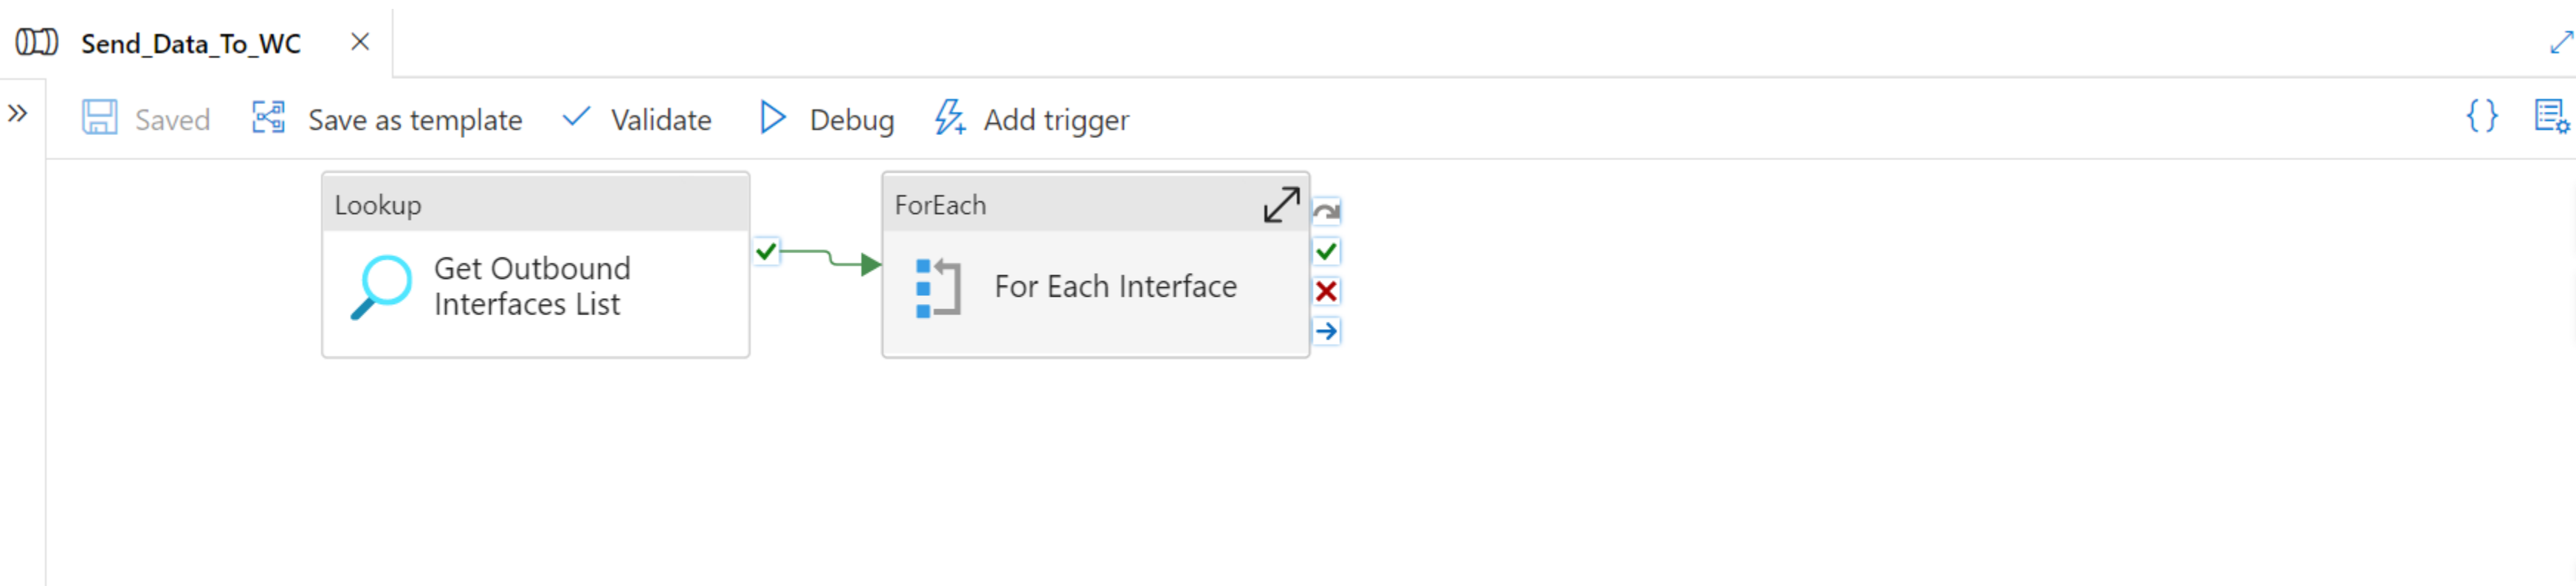 Send_Data_To_WC
Saved
Save as template
Validate
Debug
Add trigger
Lookup
Get Outbound
Interfaces List
ForEach
For Each Interface